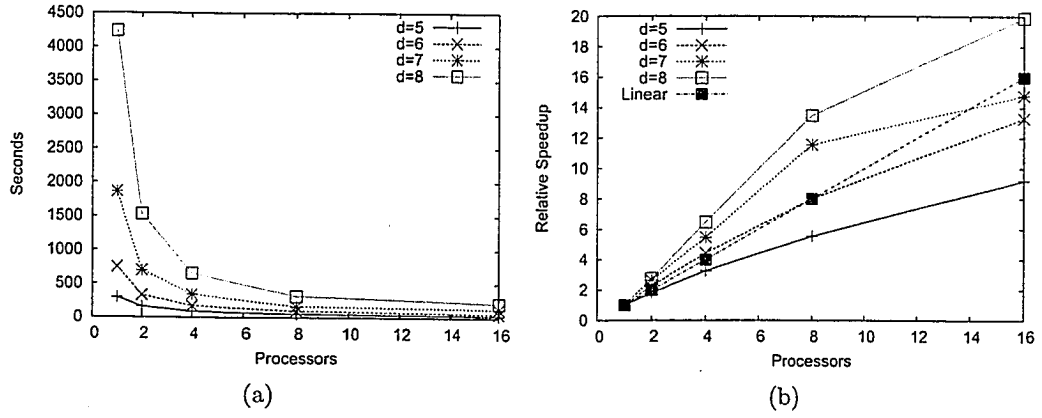 4500
4000
3500
3000
2500
2000
1500
1000
500
0
Seconds
d=5
d=6
d=7
d=8
0 2 4 6 8 10 12 14 16
Processors
(a)
20
18
16
14
12
10
8
6
4
2
0
Relative Speedup
d=5
d=6
d=7
d=8
Linear
0 2 4 6 8 10 12 14 16
Processors
(b)